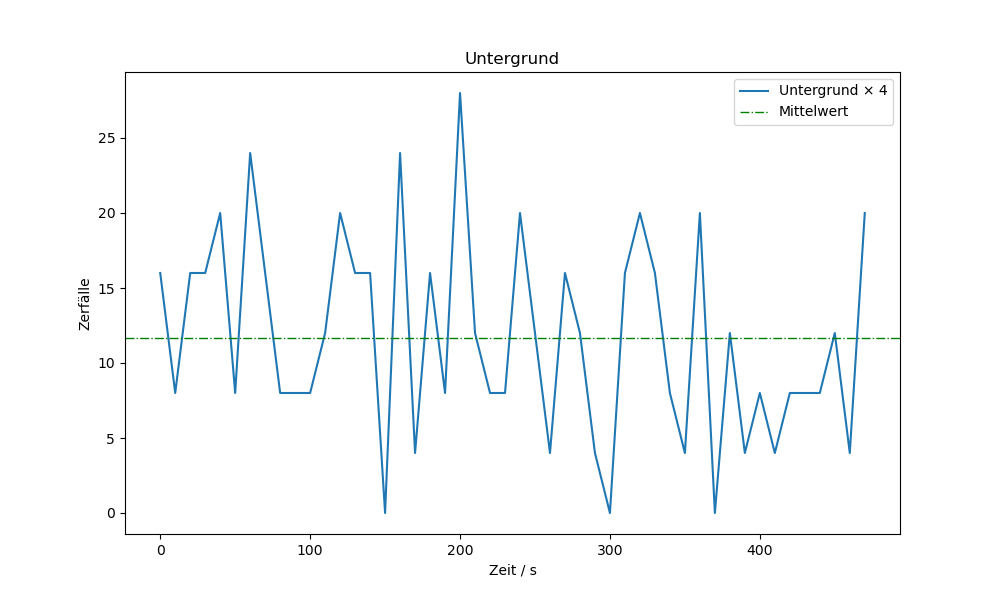 Untergrund
Untergrund × 4
Mittelwert
Zerfälle
25
20
15
10
5
0
0 100 200 300 400
Zeit / s